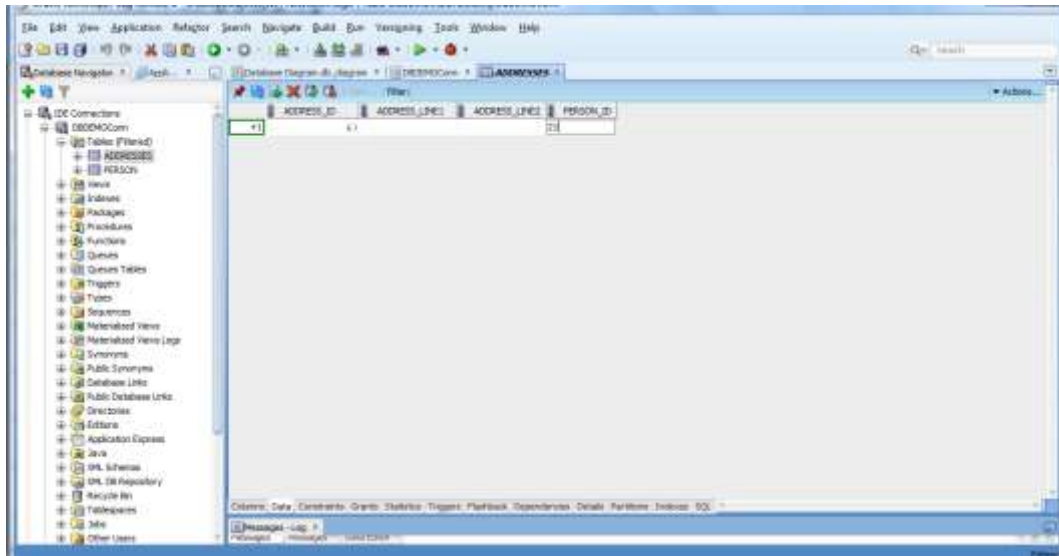 File Edit View Application Refactor Search Navigate Build Run Versioning Tools Window Help
Search
Database Navigator
Database Diagram db_diagram
DBDEMOConn
ADDRESSES
Filter:
Actions...
IDE Connections
DBDEMOConn
Tables (Filtered)
ADDRESSES
PERSON
Views
Indexes
Packages
Procedures
Functions
Queues
Queues Tables
Triggers
Types
Sequences
Materialized Views
Materialized Views Logs
Synonyms
Public Synonyms
Database Links
Public Database Links
Directories
Editions
Application Express
Java
XML Schemas
XML DB Repository
Recycle Bin
Tablespaces
Jobs
Other Users
ADDRESS_ID ADDRESS_LINE1 ADDRESS_LINE2 PERSON_ID
+1
Columns Data Constraints Grants Statistics Triggers Flashback Dependencies Details Partitions Indexes SQL
Messages - Log